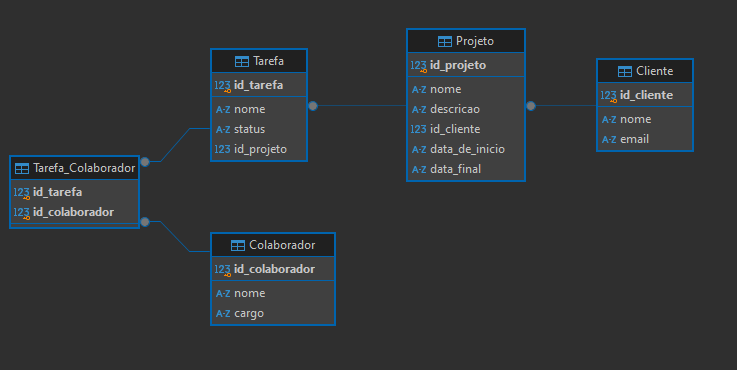 Tarefa
123 id_tarefa
A-Z nome
A-Z status
123 id_projeto
Projeto
123 id_projeto
A-Z nome
A-Z descricao
123 id_cliente
A-Z data_de_inicio
A-Z data_final
Cliente
123 id_cliente
A-Z nome
A-Z email
Tarefa_Colaborador
123 id_tarefa
123 id_colaborador
Colaborador
123 id_colaborador
A-Z nome
A-Z cargo